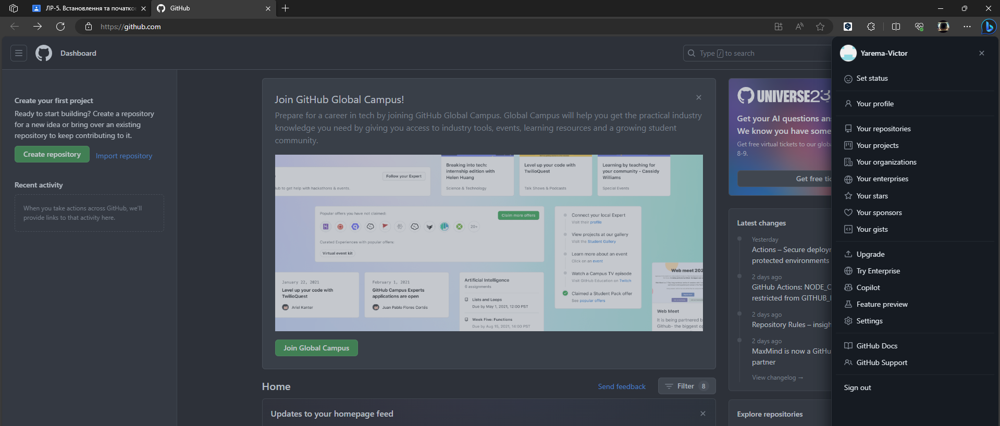 ЛР-5. Встановлення та початков
GitHub
https://github.com
Dashboard
Type / to search
Create your first project
Ready to start building? Create a repository
for a new idea or bring over an existing
repository to keep contributing to it.
Create repository
Import repository
Recent activity
When you take actions across GitHub, we'll
provide links to that activity here.
Join GitHub Global Campus!
Prepare for a career in tech by joining GitHub Global Campus. Global Campus will help you get the practical industry
knowledge you need by giving you access to industry tools, events, learning resources and a growing student
community.
Follow your Expert
ub to get help with hackathons & events.
Breaking into tech:
internship edition with
Helen Huang
Science & Technology
Level up your code with
TwilioQuest
Talk Shows & Podcasts
Learning by teaching for
your community - Cassidy
Williams
Special Events
Popular offers you have not claimed:
Claim more offers
20+
Curated Experiences with popular offers:
Virtual event kit
Connect your local Expert
Visit their profile
View projects at our gallery
Visit the Student Gallery
Learn more about an event
Click on an event
Watch a Campus TV episode
Visit GitHub Education on Twitch
Claimed a Student Pack offer
See popular offers
January 22, 2021
Level up your code with
TwilioQuest
Ariel Kanter
February 1, 2021
GitHub Campus Experts
applications are open
Juan Pablo Flores Cortés
Artificial Intelligence
6 assignments
Lists and Loops
Due by May 1, 2021, 12:00 PST
Week Five: Functions
Due by Aug 15, 2021, 14:00 PST
Web meet 202
Web Meet
It is being partnered b
Github- the biggest op
Join Global Campus
Home
Send feedback
Filter 8
Updates to your homepage feed
UNIVERSE23
Get your AI questions an
We know you have some
Get free virtual tickets to our globa
8-9.
Get free tic
Latest changes
Yesterday
Actions – Secure deployr
protected environments
2 days ago
GitHub Actions: NODE_O
restricted from GITHUB_
2 days ago
Repository Rules – insigh
2 days ago
MaxMind is now a GitHu
partner
View changelog →
Explore repositories
Yarema-Victor
Set status
Your profile
Your repositories
Your projects
Your organizations
Your enterprises
Your stars
Your sponsors
Your gists
Upgrade
Try Enterprise
Copilot
Feature preview
Settings
GitHub Docs
GitHub Support
Sign out